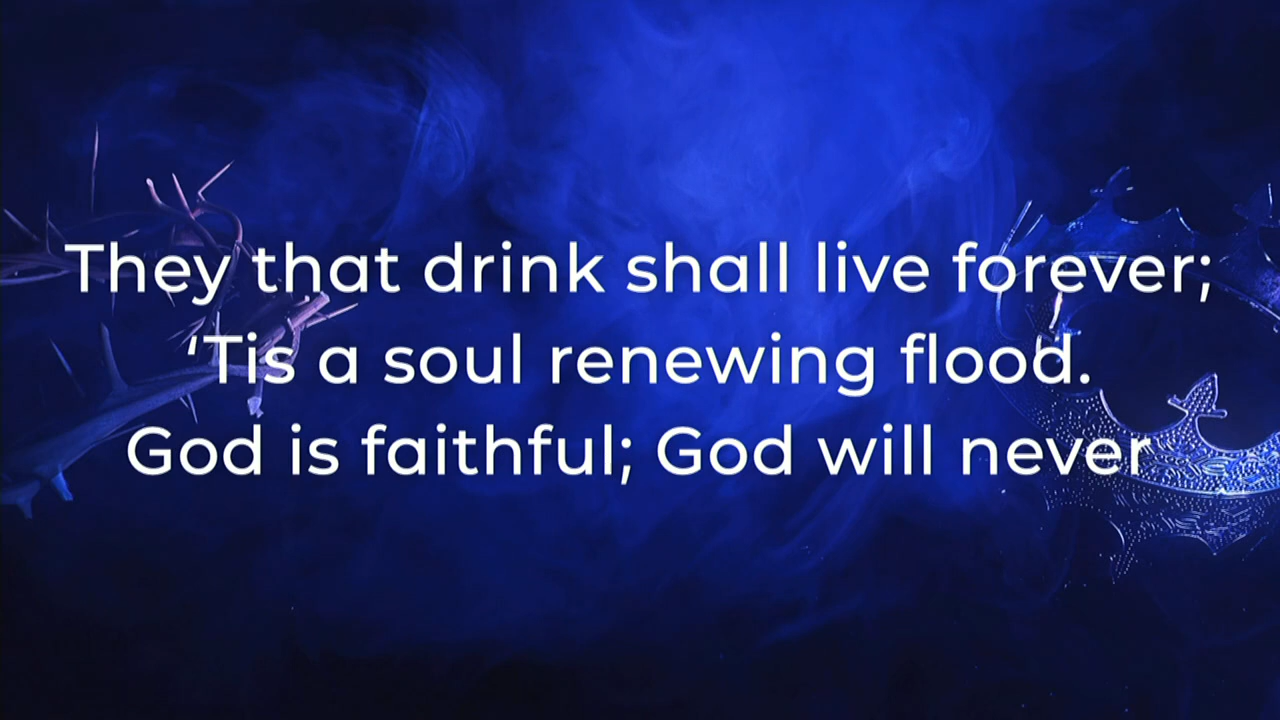 They that drink shall live forever;
‘Tis a soul renewing flood.
God is faithful; God will never